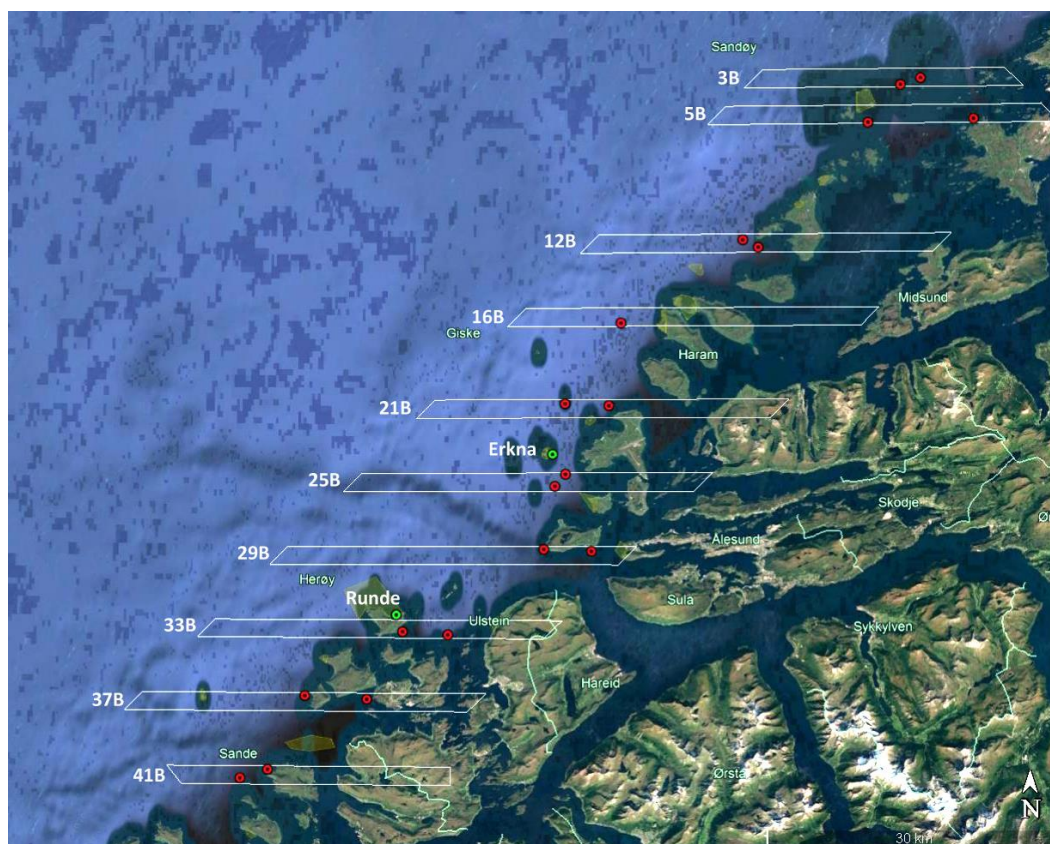 Sandøy
3B
5B
12B
16B
Midsund
Giske
Haram
21B
Erkna
25B
Skodje
29B
Ålesund
Herøy
Runde
Sula
Ulstein
33B
Sykkylven
Hareid
37B
Sande
41B
Ørsta
N
30 km